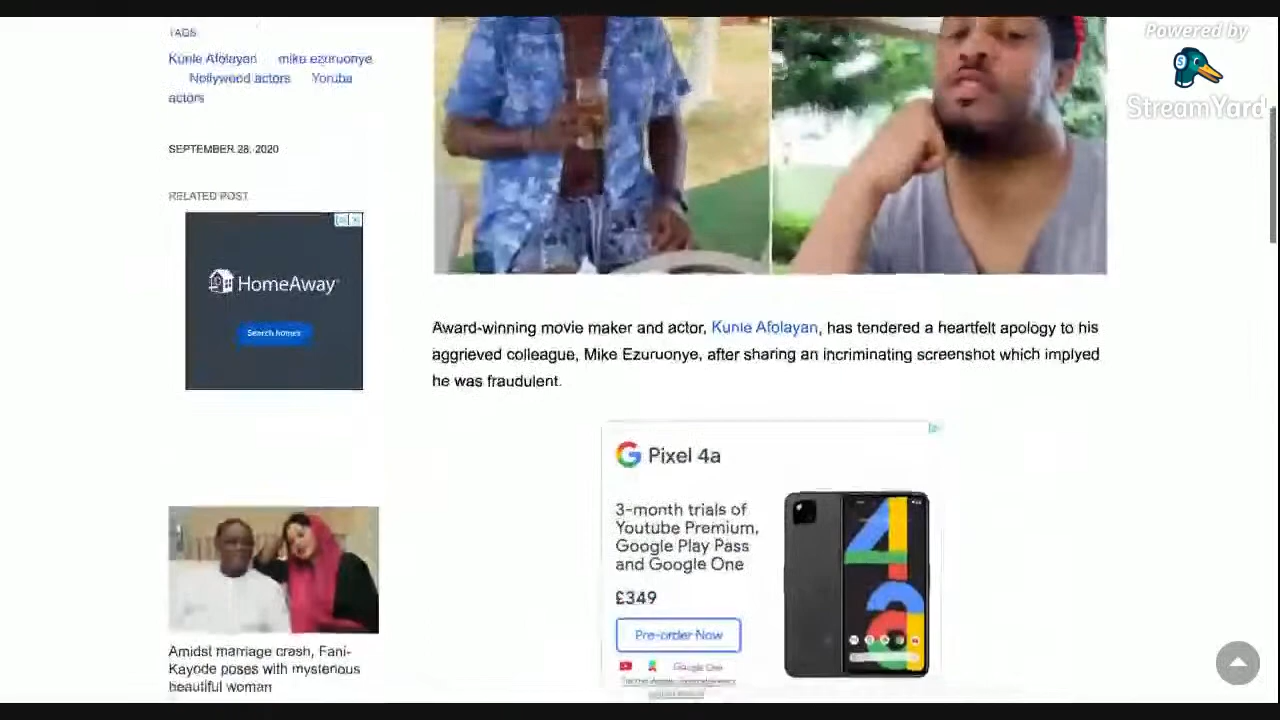 Powered by
StreamYard
TAGS
Kunle Afolayan mike ezuruonye
Nollywood actors Yoruba
actors
SEPTEMBER 28, 2020
RELATED POST
HomeAway
Search homes
Award-winning movie maker and actor, Kunle Afolayan, has tendered a heartfelt apology to his
aggrieved colleague, Mike Ezuruonye, after sharing an incriminating screenshot which implyed
he was fraudulent.
G Pixel 4a
3-month trials of
Youtube Premium,
Google Play Pass
and Google One
£349
Pre-order Now
Google One
Amidst marriage crash, Fani-
Kayode poses with mysterious
beautiful woman